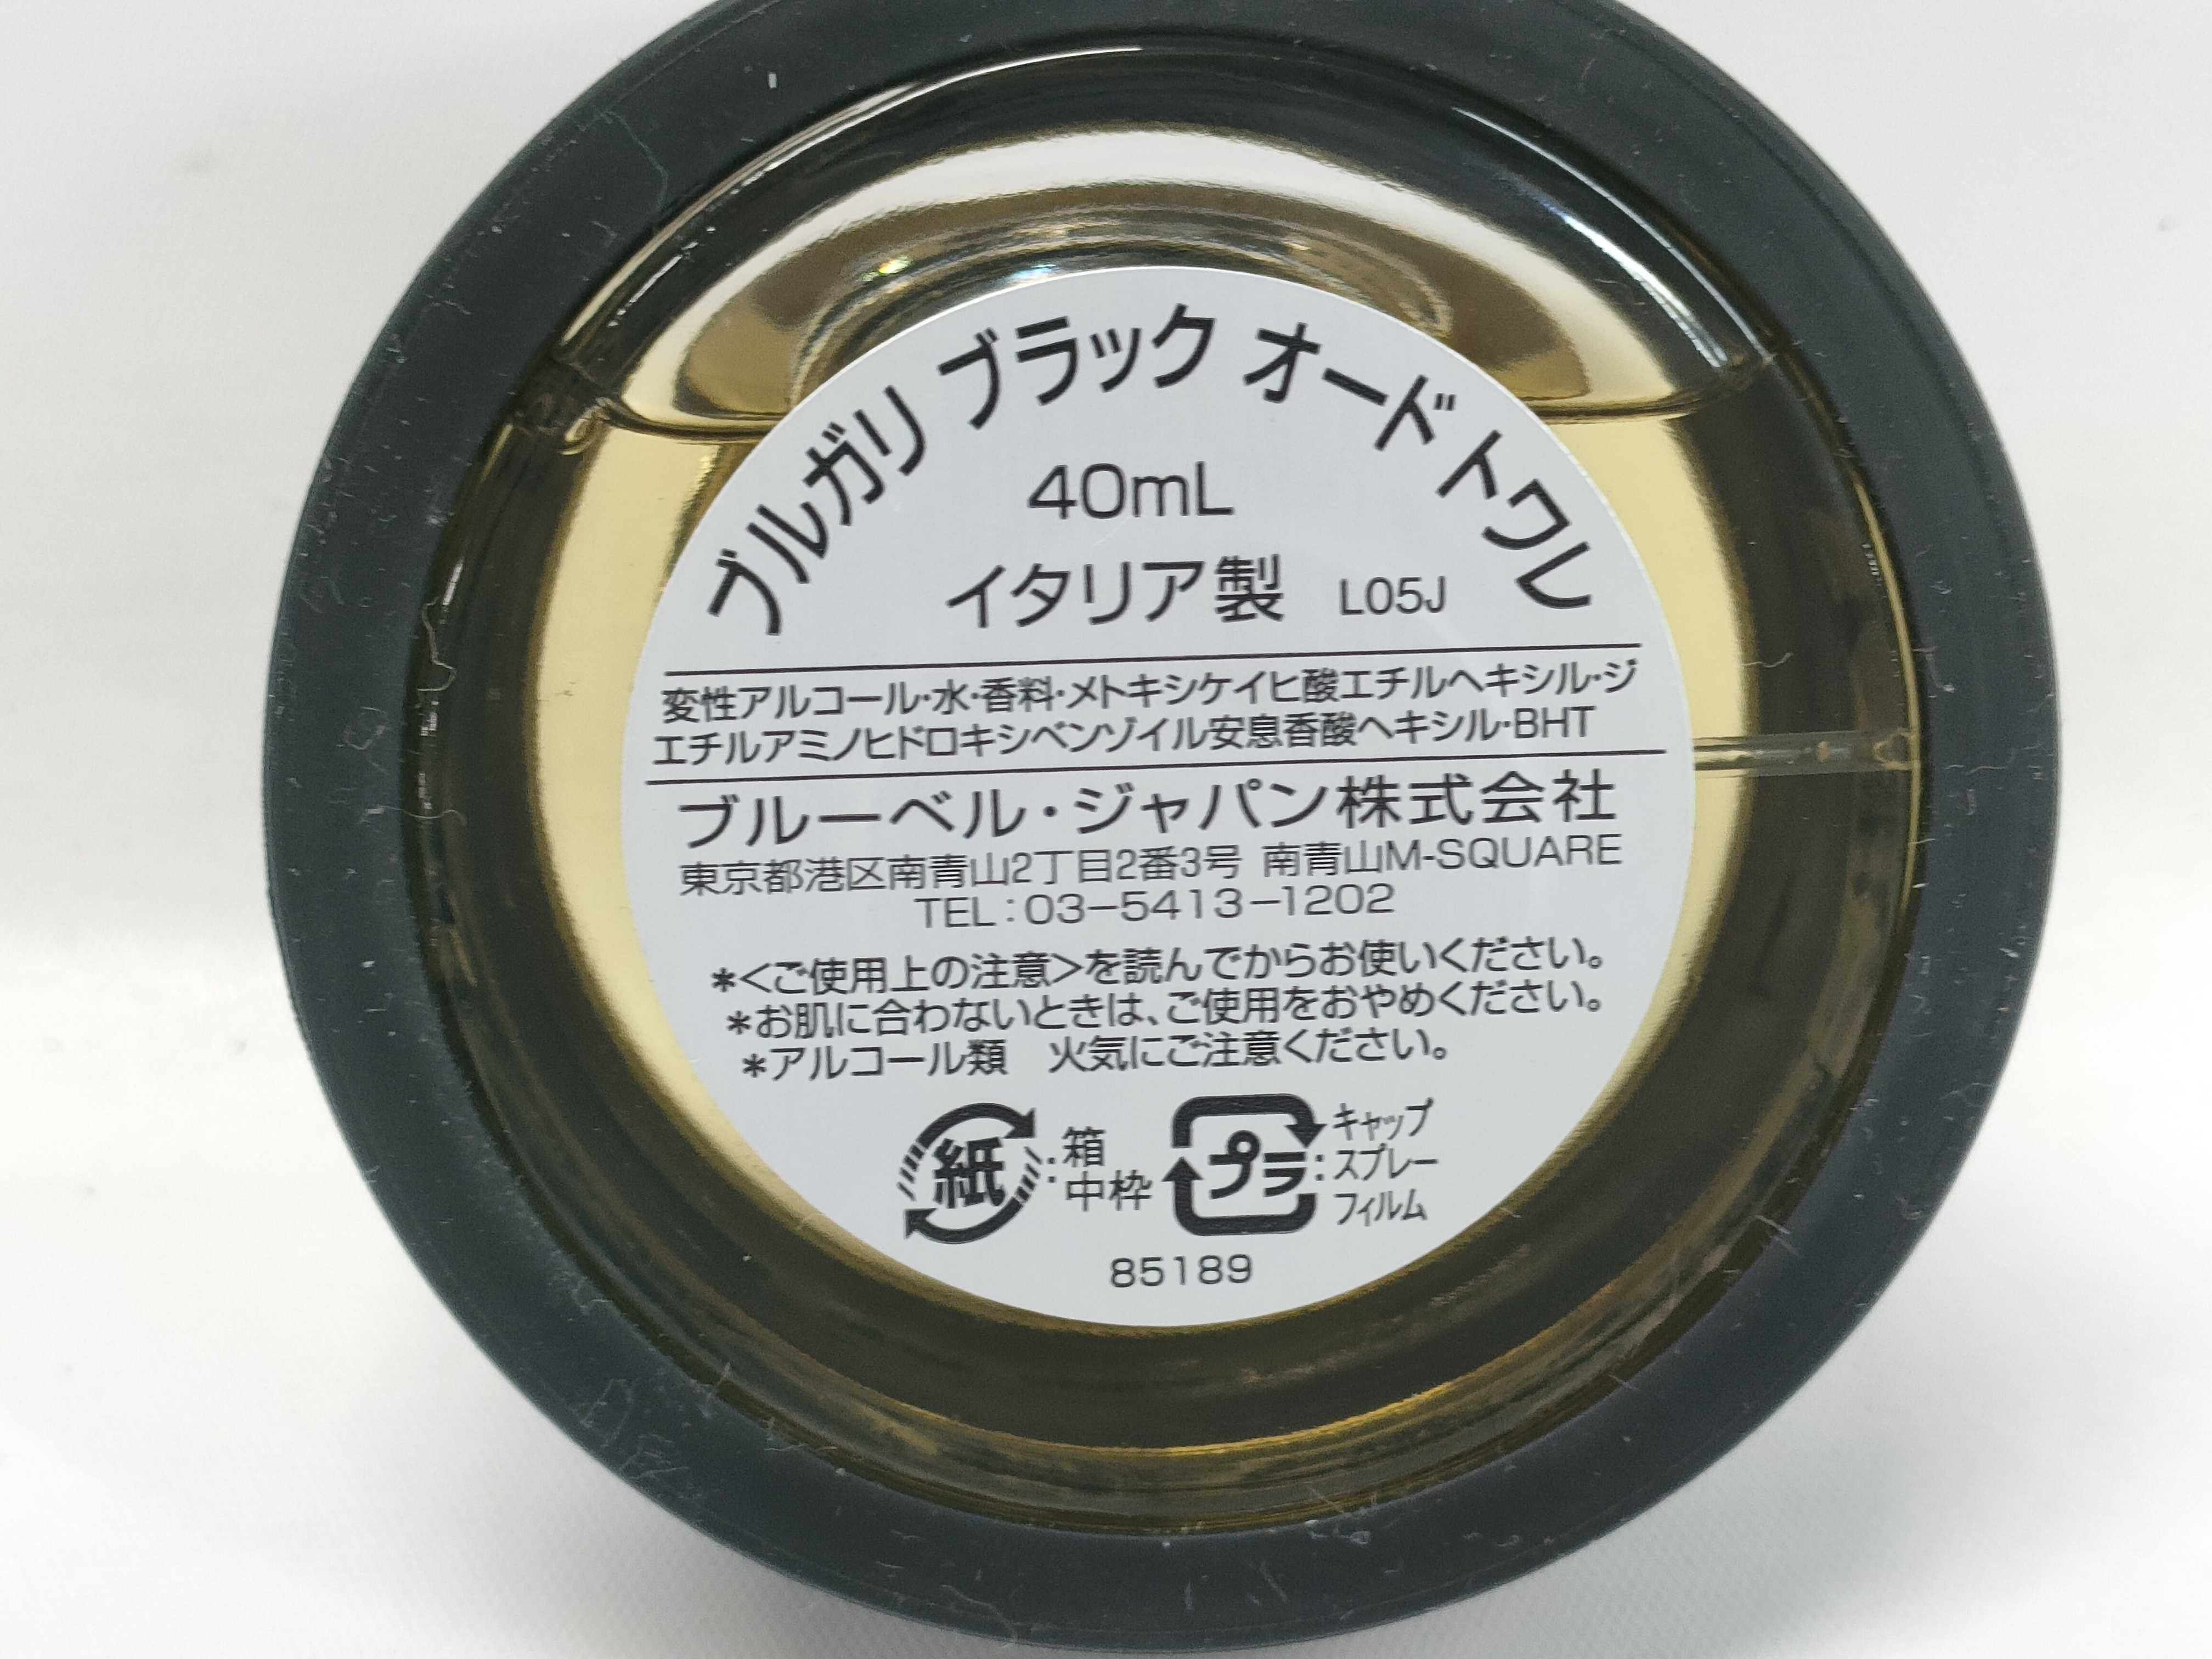 ブルガリ ブラック オード トワレ
40mL
イタリア製 L05J
変性アルコール・水・香料・メトキシケイヒ酸エチルヘキシル・ジ
エチルアミノヒドロキシベンゾイル安息香酸ヘキシル・BHT
ブルーベル・ジャパン株式会社
東京都港区南青山2丁目2番3号 南青山M-SQUARE
TEL:03-5413-1202
*<ご使用上の注意>を読んでからお使いください。
*お肌に合わないときは、ご使用をおやめください。
*アルコール類 火気にご注意ください。
紙:箱 中枠
プラ:キャップ スプレー フィルム
85189